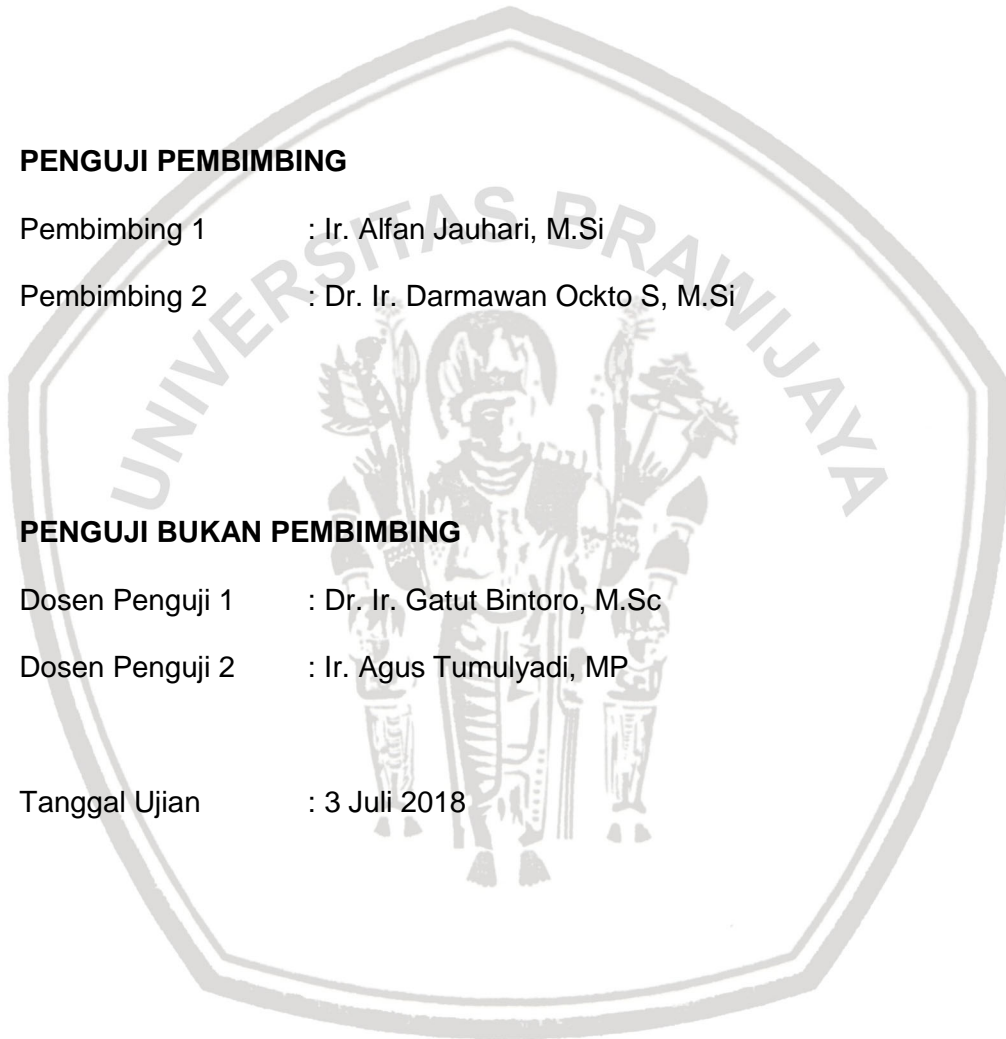 UNIVERSITAS BRAWIJAYA
PENGUJI PEMBIMBING
Pembimbing 1 : Ir. Alfan Jauhari, M.Si
Pembimbing 2 : Dr. Ir. Darmawan Ockto S, M.Si
PENGUJI BUKAN PEMBIMBING
Dosen Penguji 1 : Dr. Ir. Gatut Bintoro, M.Sc
Dosen Penguji 2 : Ir. Agus Tumulyadi, MP
Tanggal Ujian : 3 Juli 2018